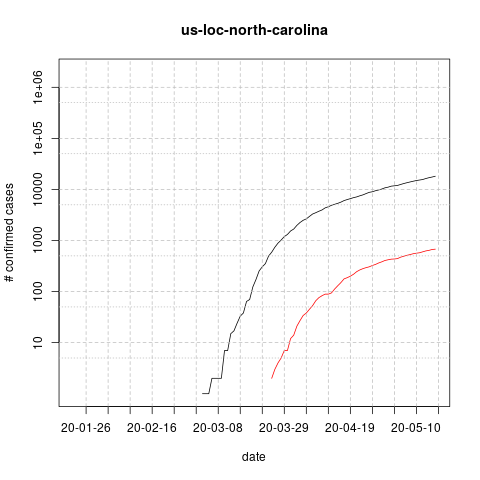 us-loc-north-carolina
# confirmed cases
1e+06
1e+05
10000
1000
100
10
20-01-26 20-02-16 20-03-08 20-03-29 20-04-19 20-05-10
date